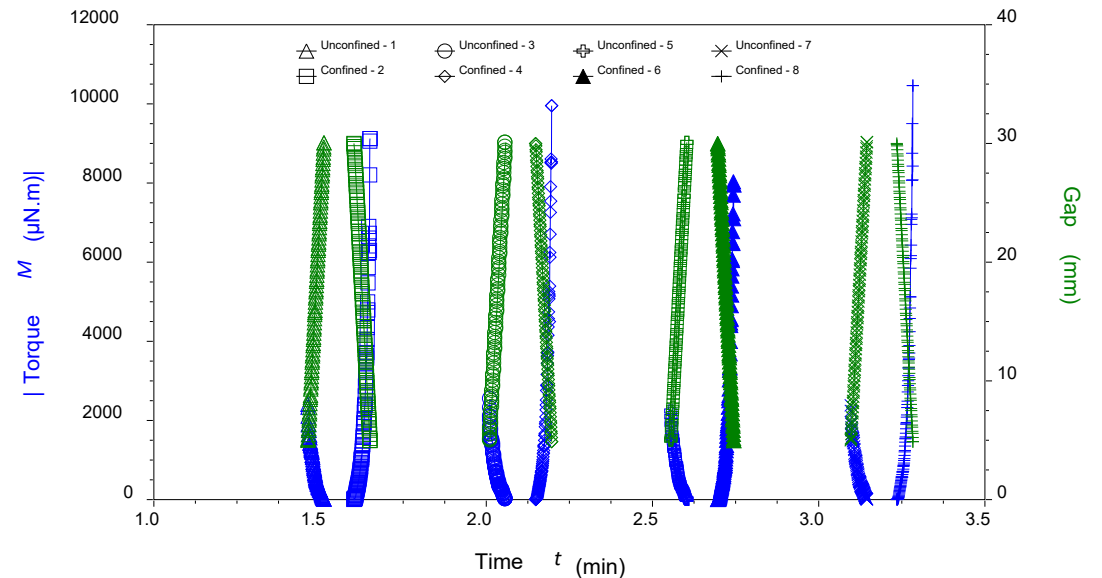 12000
10000
8000
6000
4000
2000
0
| Torque M (µN.m)|
Unconfined - 1
Unconfined - 3
Unconfined - 5
Unconfined - 7
Confined - 2
Confined - 4
Confined - 6
Confined - 8
40
30
20
10
0
Gap (mm)
1.0 1.5 2.0 2.5 3.0 3.5
Time t (min)